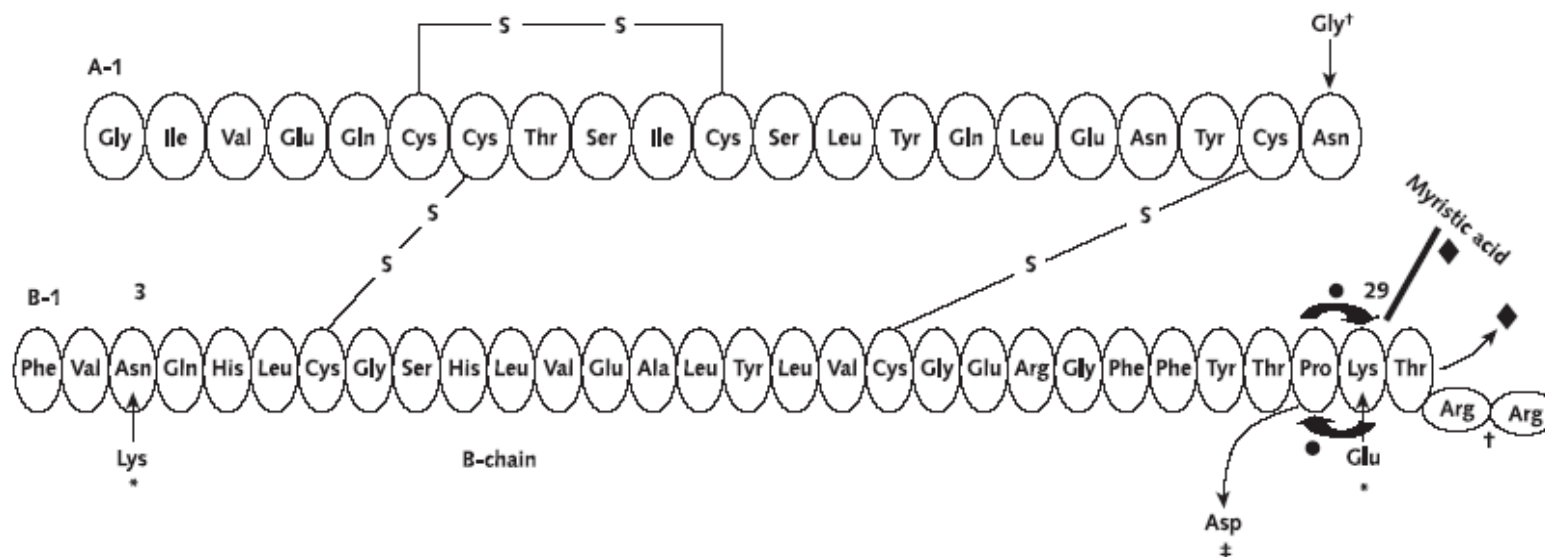 S S Gly†
A-1
Gly Ile Val Glu Gln Cys Cys Thr Ser Ile Cys Ser Leu Tyr Gln Leu Glu Asn Tyr Cys Asn
Myristic acid
S S
S S
B-1 3 29
Phe Val Asn Gln His Leu Cys Gly Ser His Leu Val Glu Ala Leu Tyr Leu Val Cys Gly Glu Arg Gly Phe Phe Tyr Thr Pro Lys Thr
Arg Arg
†
Lys B-chain Glu
* *
Asp
‡